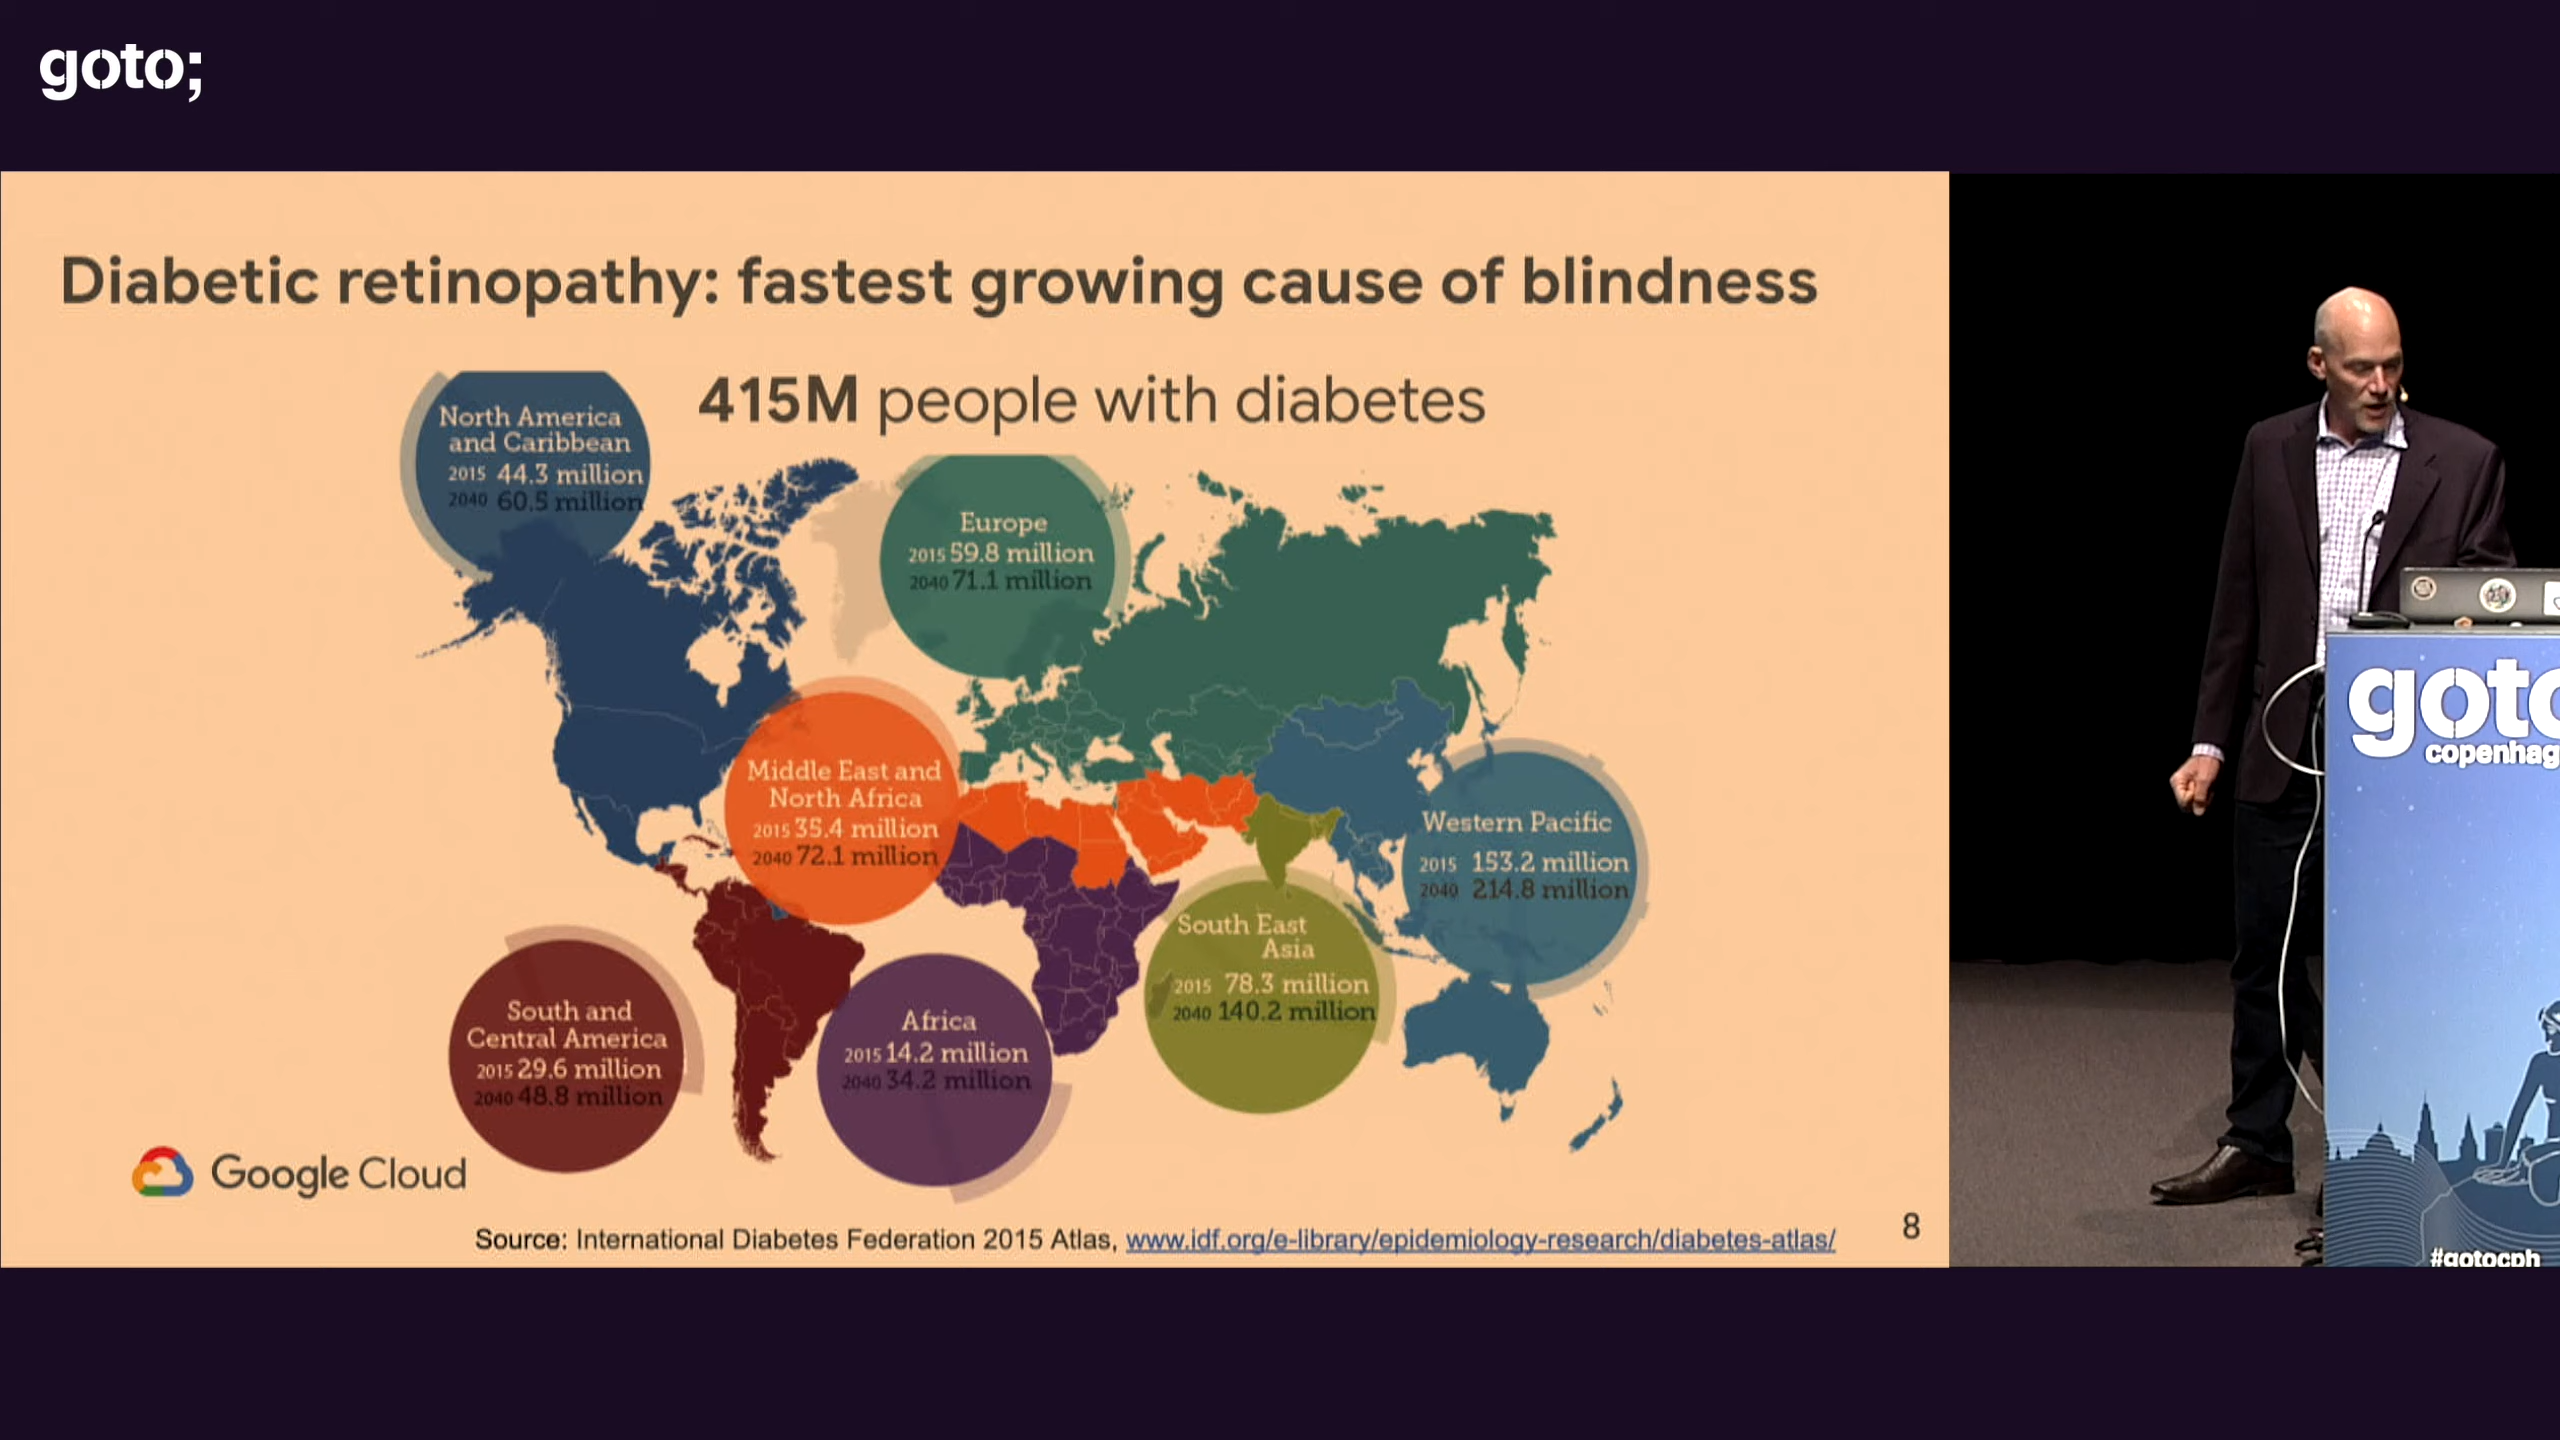 goto;
Diabetic retinopathy: fastest growing cause of blindness
415M people with diabetes
North America
and Caribbean
2015 44.3 million
2040 60.5 million
Europe
2015 59.8 million
2040 71.1 million
Middle East and
North Africa
2015 35.4 million
2040 72.1 million
Western Pacific
2015 153.2 million
2040 214.8 million
South East
Asia
2015 78.3 million
2040 140.2 million
South and
Central America
2015 29.6 million
2040 48.8 million
Africa
2015 14.2 million
2040 34.2 million
Google Cloud
Source: International Diabetes Federation 2015 Atlas, www.idf.org/e-library/epidemiology-research/diabetes-atlas/
8
goto
copenhag
#gotocph